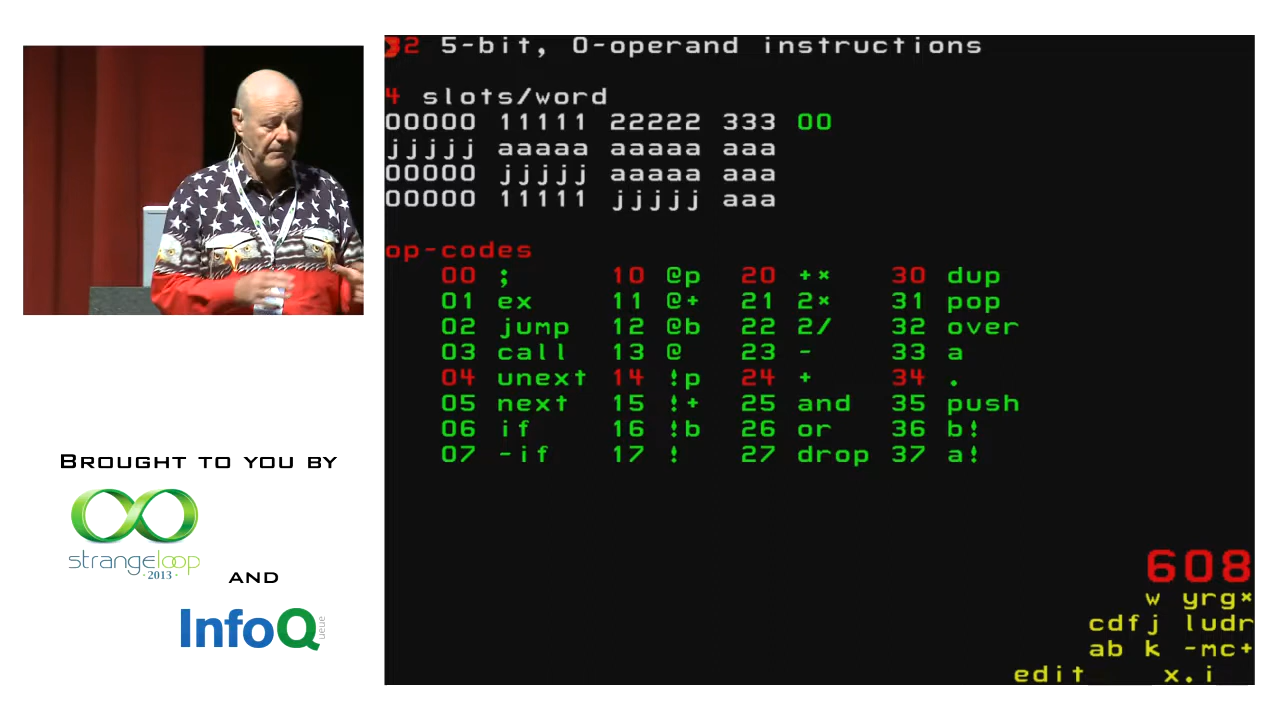 32 5-bit, 0-operand instructions
4 slots/word
00000 11111 22222 333 00
jjjjj aaaaa aaaaa aaa
00000 jjjjj aaaaa aaa
00000 11111 jjjjj aaa
op-codes
00 ; 10 @p 20 +* 30 dup
01 ex 11 @+ 21 2* 31 pop
02 jump 12 @b 22 2/ 32 over
03 call 13 @ 23 - 33 a
04 unext 14 !p 24 + 34 .
05 next 15 !+ 25 and 35 push
06 if 16 !b 26 or 36 b!
07 -if 17 ! 27 drop 37 a!
608
w yrg*
cdfj ludr
ab k -mc+
edit x.i
BROUGHT TO YOU BY
strangeloop
·2013·
AND
InfoQ
ueue